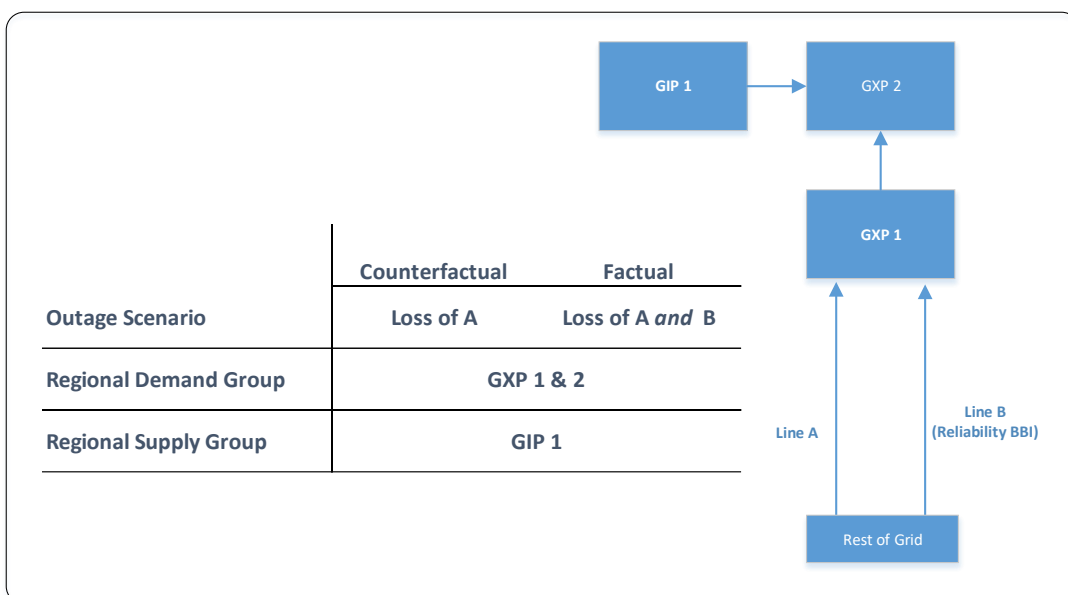 GIP 1
GXP 2
GXP 1
Counterfactual Factual
Outage Scenario Loss of A Loss of A and B
Regional Demand Group GXP 1 & 2
Regional Supply Group GIP 1
Line A
Line B
(Reliability BBI)
Rest of Grid